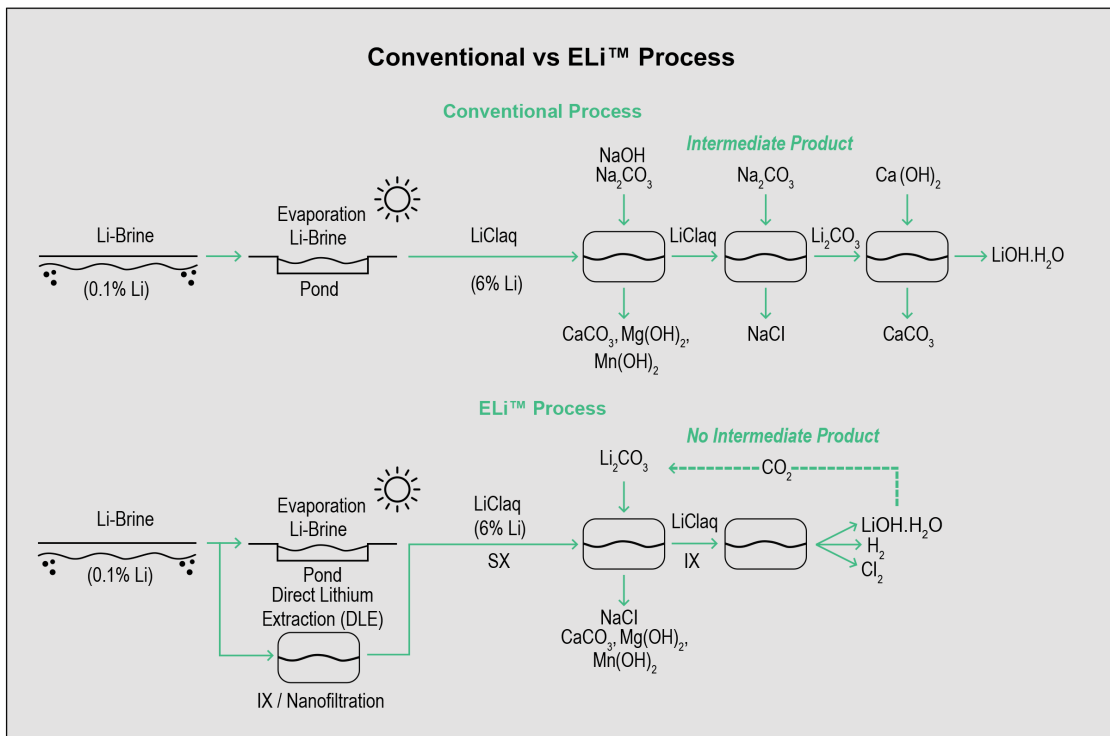 Conventional vs ELi™ Process
Conventional Process
Intermediate Product
NaOH
Na₂CO₃
Na₂CO₃
Ca (OH)₂
Evaporation
Li-Brine
Li-Brine
LiClaq
LiClaq
Li₂CO₃
LiOH.H₂O
(0.1% Li)
Pond
(6% Li)
CaCO₃, Mg(OH)₂,
Mn(OH)₂
NaCl
CaCO₃
ELi™ Process
No Intermediate Product
Li₂CO₃
CO₂
Evaporation
Li-Brine
Li-Brine
LiClaq
(6% Li)
SX
LiClaq
IX
LiOH.H₂O
H₂
Cl₂
(0.1% Li)
Pond
Direct Lithium
Extraction (DLE)
NaCl
CaCO₃, Mg(OH)₂,
Mn(OH)₂
IX / Nanofiltration